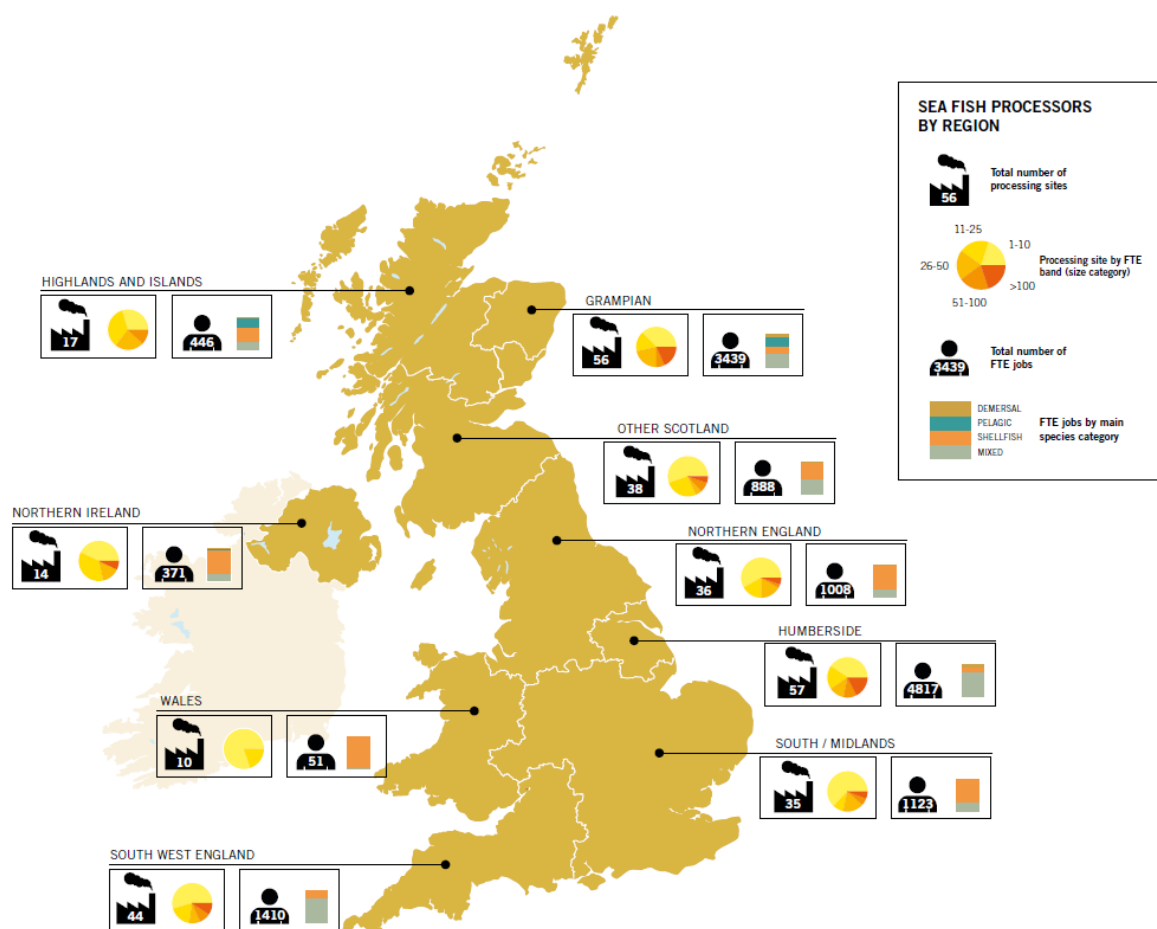 SEA FISH PROCESSORS
BY REGION
56
Total number of
processing sites
11-25
1-10
26-50
Processing site by FTE
band (size category)
>100
51-100
3439
Total number of
FTE jobs
DEMERSAL
PELAGIC
SHELLFISH
MIXED
FTE jobs by main
species category
HIGHLANDS AND ISLANDS
17
446
GRAMPIAN
56
3439
OTHER SCOTLAND
38
888
NORTHERN IRELAND
14
371
NORTHERN ENGLAND
36
1008
HUMBERSIDE
57
4817
WALES
10
51
SOUTH / MIDLANDS
35
1123
SOUTH WEST ENGLAND
44
1410